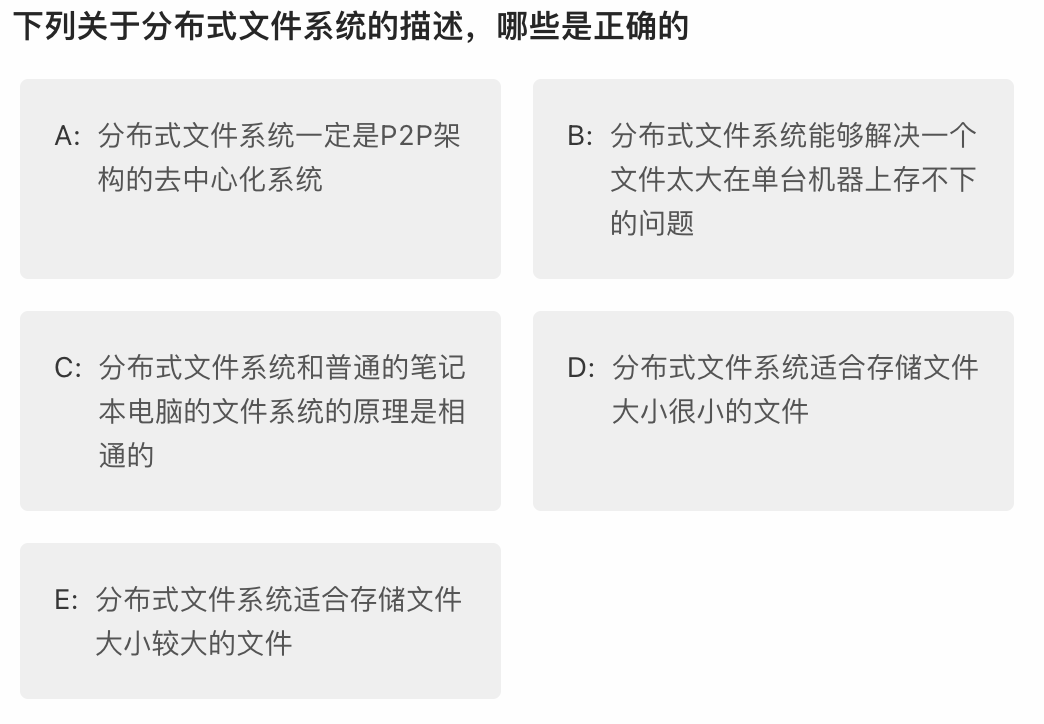 下列关于分布式文件系统的描述，哪些是正确的
A: 分布式文件系统一定是P2P架
构的去中心化系统
B: 分布式文件系统能够解决一个
文件太大在单台机器上存不下
的问题
C: 分布式文件系统和普通的笔记
本电脑的文件系统的原理是相
通的
D: 分布式文件系统适合存储文件
大小很小的文件
E: 分布式文件系统适合存储文件
大小较大的文件